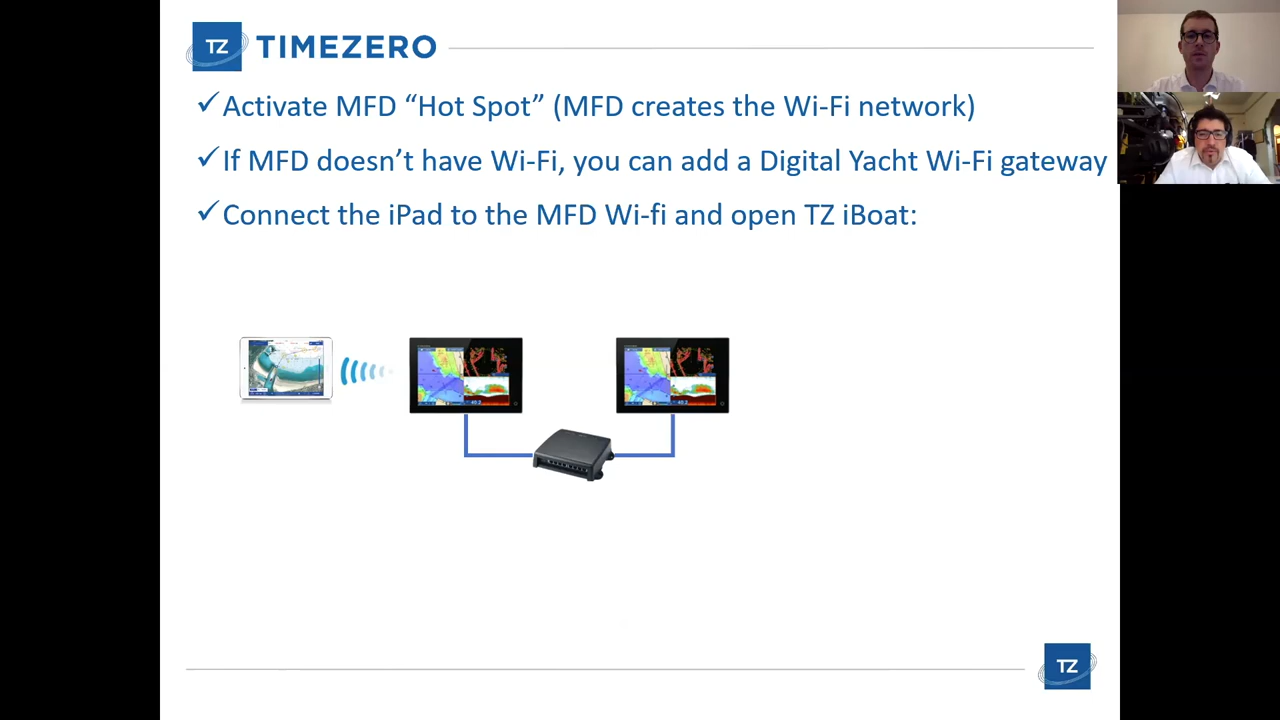 TZ TIMEZERO
✓Activate MFD “Hot Spot” (MFD creates the Wi-Fi network)
✓If MFD doesn’t have Wi-Fi, you can add a Digital Yacht Wi-Fi gateway
✓Connect the iPad to the MFD Wi-fi and open TZ iBoat:
TZ